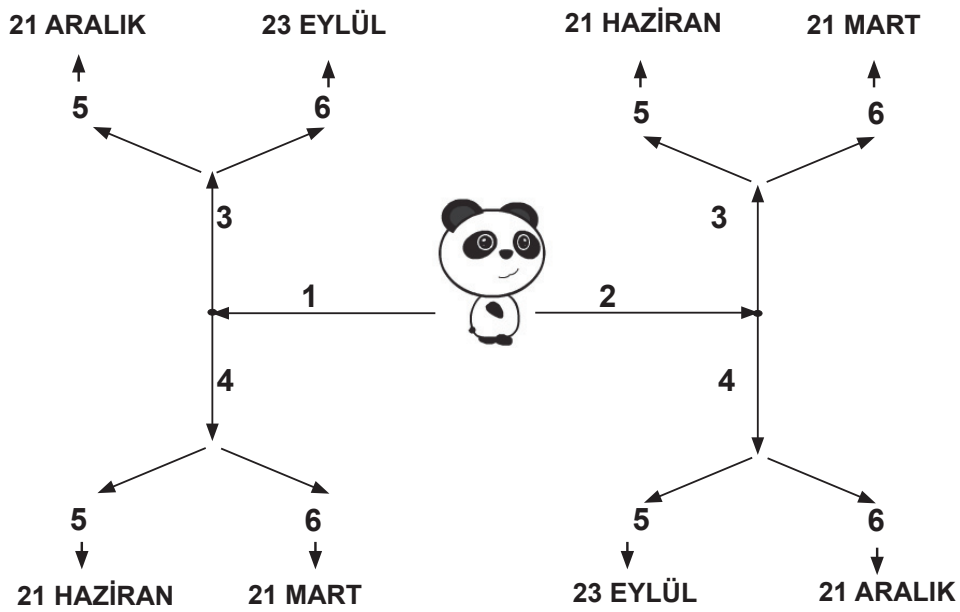 21 ARALIK 23 EYLÜL 21 HAZİRAN 21 MART
5 6 5 6
3 3
1 2
4 4
5 6 5 6
21 HAZİRAN 21 MART 23 EYLÜL 21 ARALIK